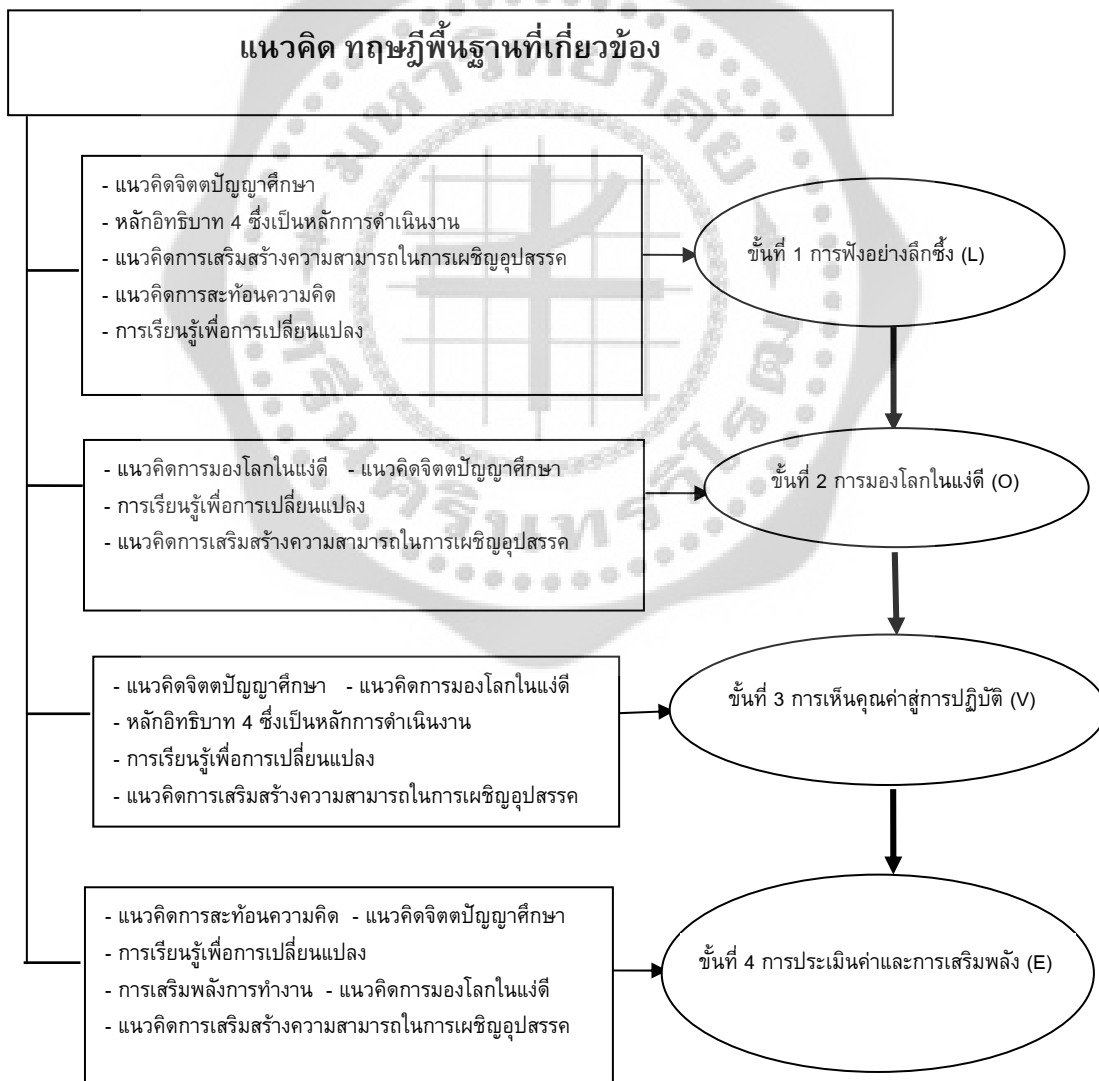 แนวคิด ทฤษฎีพื้นฐานที่เกี่ยวข้อง
- แนวคิดจิตตปัญญาศึกษา
- หลักอิทธิบาท 4 ซึ่งเป็นหลักการดำเนินงาน
- แนวคิดการเสริมสร้างความสามารถในการเผชิญอุปสรรค
- แนวคิดการสะท้อนความคิด
- การเรียนรู้เพื่อการเปลี่ยนแปลง
ขั้นที่ 1 การฟังอย่างลึกซึ้ง (L)
- แนวคิดการมองโลกในแง่ดี - แนวคิดจิตตปัญญาศึกษา
- การเรียนรู้เพื่อการเปลี่ยนแปลง
- แนวคิดการเสริมสร้างความสามารถในการเผชิญอุปสรรค
ขั้นที่ 2 การมองโลกในแง่ดี (O)
- แนวคิดจิตตปัญญาศึกษา - แนวคิดการมองโลกในแง่ดี
- หลักอิทธิบาท 4 ซึ่งเป็นหลักการดำเนินงาน
- การเรียนรู้เพื่อการเปลี่ยนแปลง
- แนวคิดการเสริมสร้างความสามารถในการเผชิญอุปสรรค
ขั้นที่ 3 การเห็นคุณค่าสู่การปฏิบัติ (V)
- แนวคิดการสะท้อนความคิด - แนวคิดจิตตปัญญาศึกษา
- การเรียนรู้เพื่อการเปลี่ยนแปลง
- การเสริมพลังการทำงาน - แนวคิดการมองโลกในแง่ดี
- แนวคิดการเสริมสร้างความสามารถในการเผชิญอุปสรรค
ขั้นที่ 4 การประเมินค่าและการเสริมพลัง (E)
มหาวิทยาลัย
ศรีนครินทรวิโรฒ